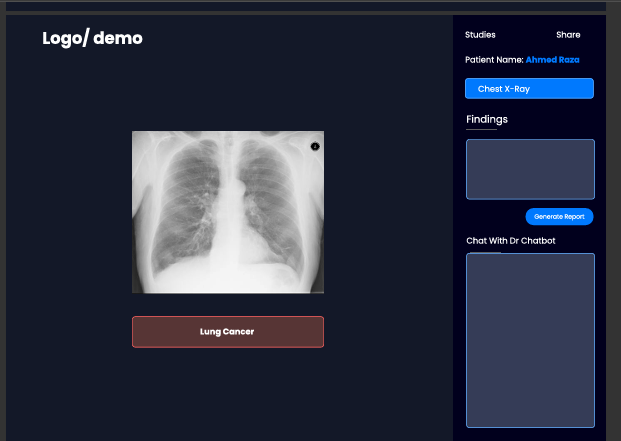 Logo/ demo
Studies
Share
Patient Name: Ahmed Raza
Chest X-Ray
Findings
Generate Report
Chat With Dr Chatbot
Lung Cancer